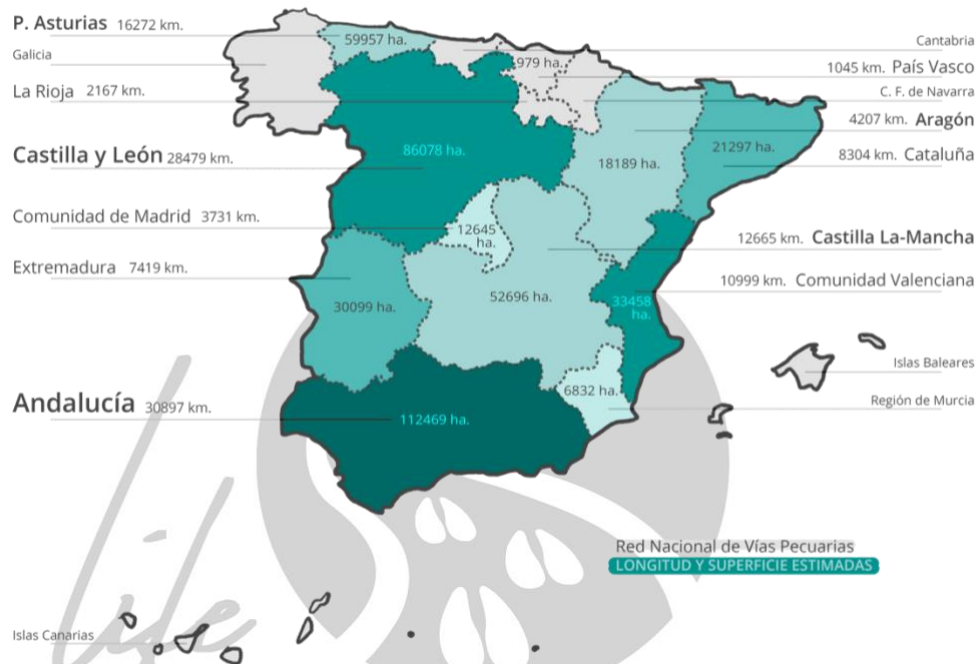 P. Asturias 16272 km.
Galicia
La Rioja 2167 km.
Castilla y León 28479 km.
Comunidad de Madrid 3731 km.
Extremadura 7419 km.
Andalucía 30897 km.
Islas Canarias
59957 ha.
979 ha.
86078 ha.
18189 ha.
21297 ha.
12645
ha.
52696 ha.
30099 ha.
33458
ha.
6832 ha.
112469 ha.
Cantabria
1045 km. País Vasco
C. F. de Navarra
4207 km. Aragón
8304 km. Cataluña
12665 km. Castilla La-Mancha
10999 km. Comunidad Valenciana
Islas Baleares
Región de Murcia
Red Nacional de Vías Pecuarias
LONGITUD Y SUPERFICIE ESTIMADAS
life